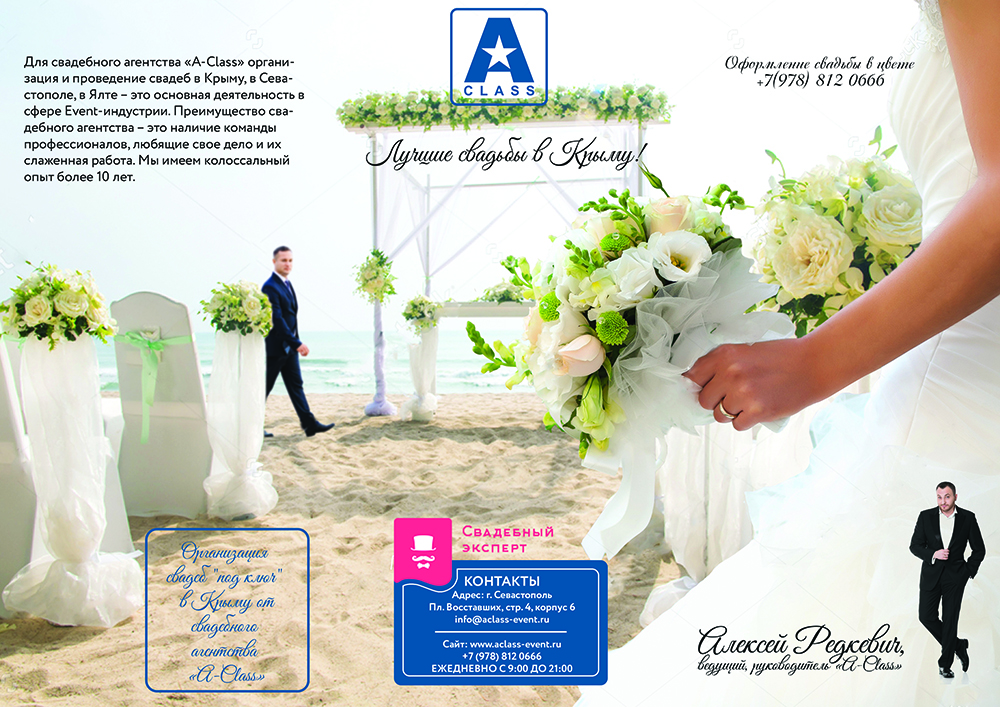 Для свадебного агентства «A-Class» органи-
зация и проведение свадеб в Крыму, в Сева-
стополе, в Ялте – это основная деятельность в
сфере Event-индустрии. Преимущество сва-
дебного агентства – это наличие команды
профессионалов, любящие свое дело и их
слаженная работа. Мы имеем колоссальный
опыт более 10 лет.
A
CLASS
Лучшие свадьбы в Крыму!
Оформление свадьбы в цвете
+7(978) 812 0666
Организация
свадеб "под ключ"
в Крыму от
свадебного
агентства
«A-Class»
Свадебный
эксперт
КОНТАКТЫ
Адрес: г. Севастополь
Пл. Восставших, стр. 4, корпус 6
info@aclass-event.ru
Сайт: www.aclass-event.ru
+7 (978) 812 0666
ЕЖЕДНЕВНО С 9:00 ДО 21:00
Алексей Редкевич,
ведущий, руководитель «A-Class»